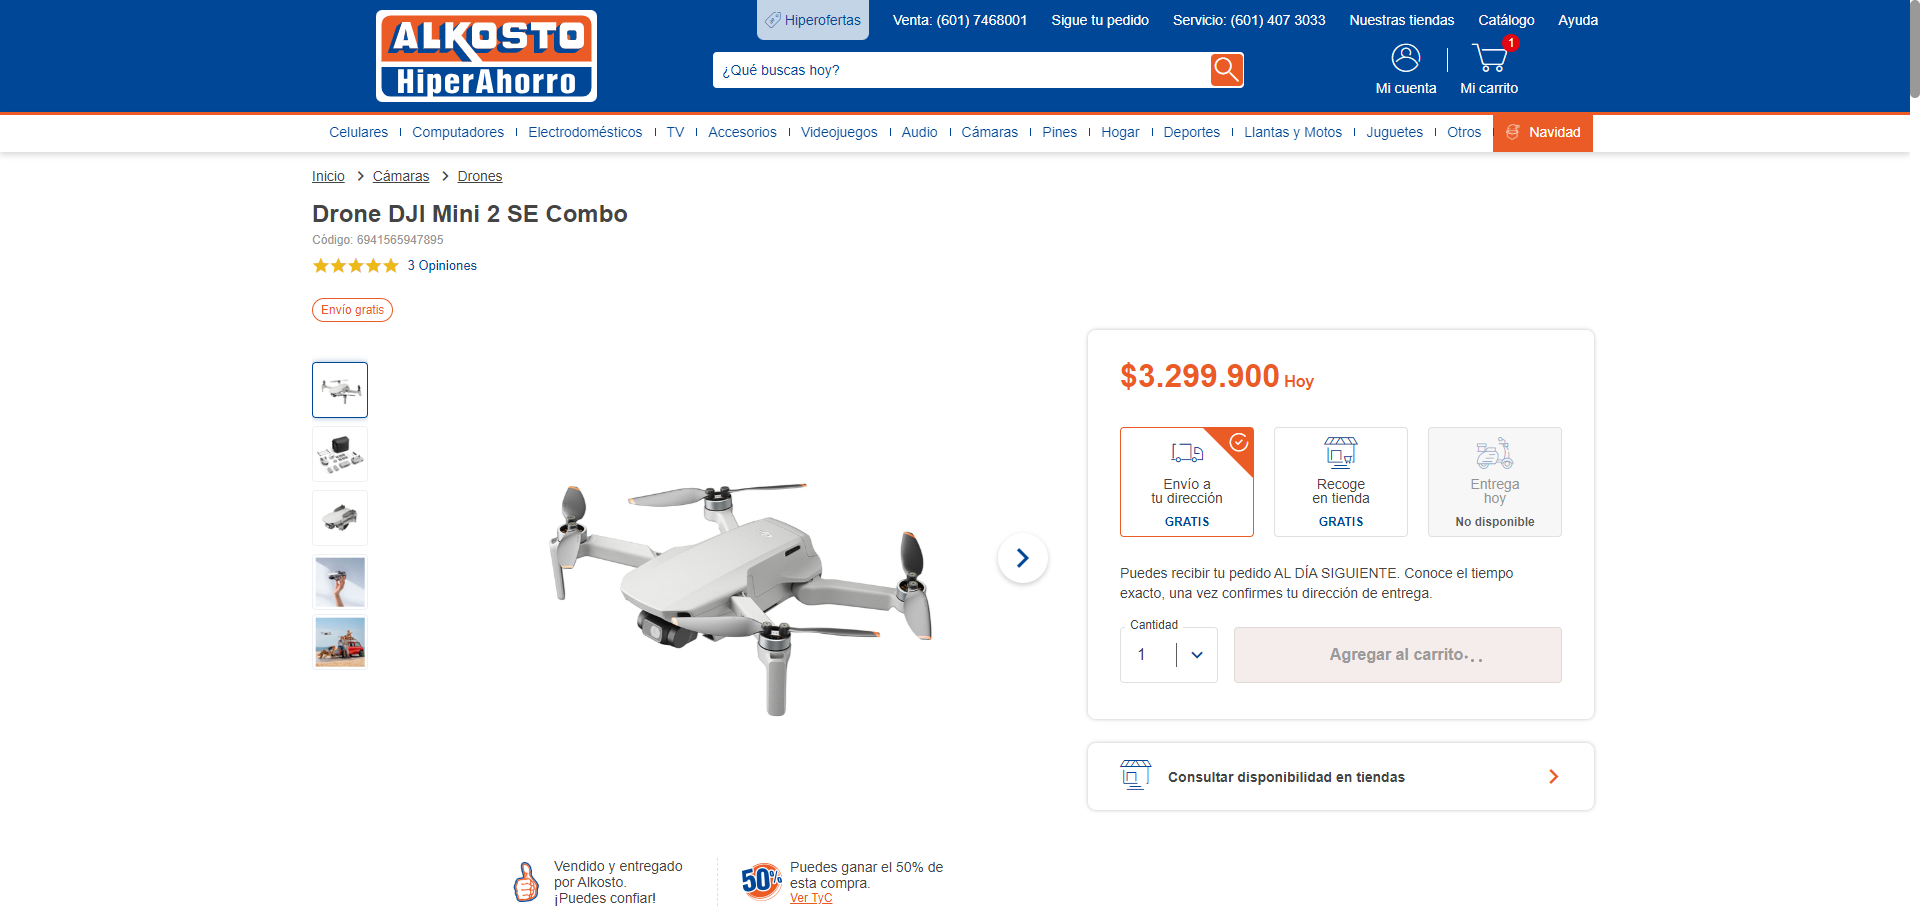 ALKOSTO
HiperAhorro
Hiperofertas
Venta: (601) 7468001
Sigue tu pedido
Servicio: (601) 407 3033
Nuestras tiendas
Catálogo
Ayuda
¿Qué buscas hoy?
Mi cuenta
1
Mi carrito
Celulares
Computadores
Electrodomésticos
TV
Accesorios
Videojuegos
Audio
Cámaras
Pines
Hogar
Deportes
Llantas y Motos
Juguetes
Otros
Navidad
Inicio
Cámaras
Drones
Drone DJI Mini 2 SE Combo
Código: 6941565947895
3 Opiniones
Envío gratis
$3.299.900 Hoy
Envío a
tu dirección
GRATIS
Recoge
en tienda
GRATIS
Entrega
hoy
No disponible
Puedes recibir tu pedido AL DÍA SIGUIENTE. Conoce el tiempo
exacto, una vez confirmes tu dirección de entrega.
Cantidad
1
Agregar al carrito...
Consultar disponibilidad en tiendas
Vendido y entregado
por Alkosto.
¡Puedes confiar!
50%
Puedes ganar el 50% de
esta compra.
Ver TyC